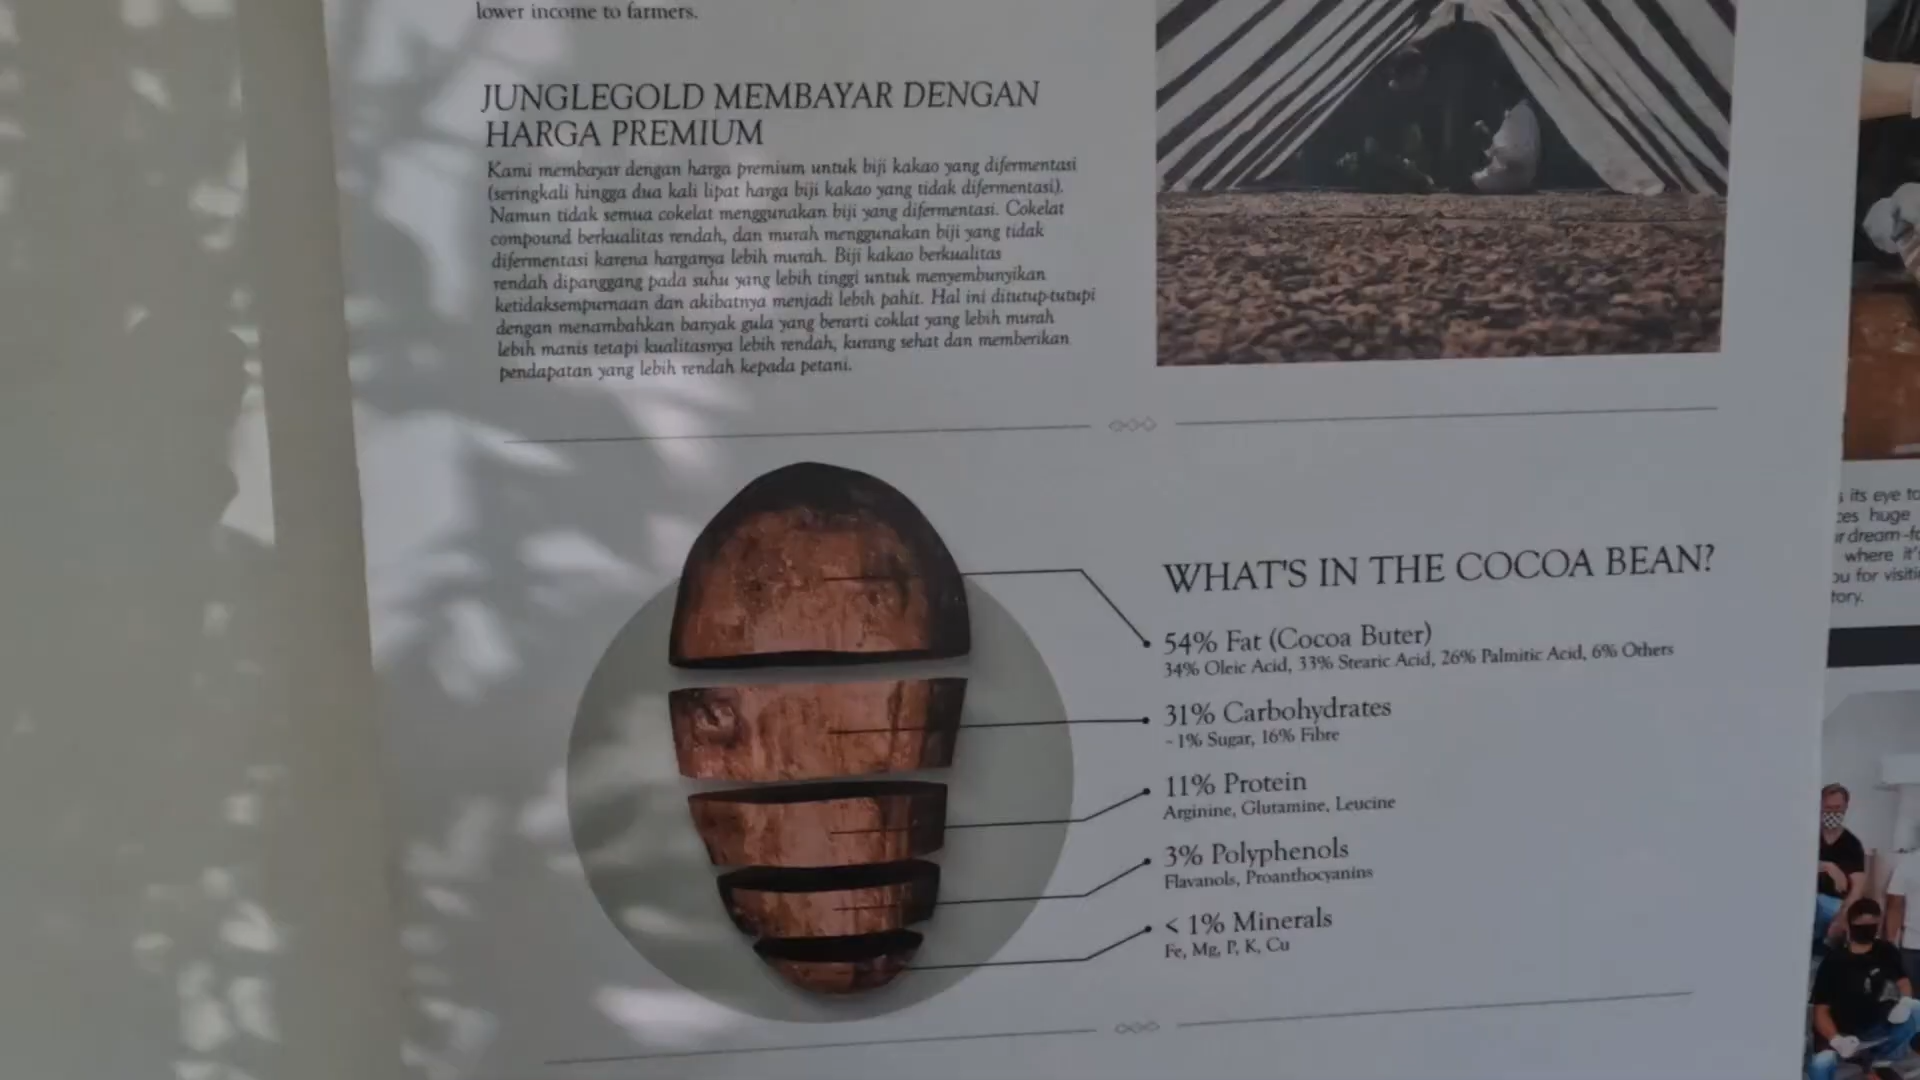 lower income to farmers.
JUNGLEGOLD MEMBAYAR DENGAN
HARGA PREMIUM
Kami membayar dengan harga premium untuk biji kakao yang difermentasi
(seringkali hingga dua kali lipat harga biji kakao yang tidak difermentasi).
Namun tidak semua cokelat menggunakan biji yang difermentasi. Cokelat
compound berkualitas rendah, dan murah menggunakan biji yang tidak
difermentasi karena harganya lebih murah. Biji kakao berkualitas
rendah dipanggang pada suhu yang lebih tinggi untuk menyembunyikan
ketidaksempurnaan dan akibatnya menjadi lebih pahit. Hal ini ditutup-tutupi
dengan menambahkan banyak gula yang berarti coklat yang lebih murah
lebih manis tetapi kualitasnya lebih rendah, kurang sehat dan memberikan
pendapatan yang lebih rendah kepada petani.
WHAT'S IN THE COCOA BEAN?
54% Fat (Cocoa Buter)
34% Oleic Acid, 33% Stearic Acid, 26% Palmitic Acid, 6% Others
31% Carbohydrates
~1% Sugar, 16% Fibre
11% Protein
Arginine, Glutamine, Leucine
3% Polyphenols
Flavanols, Proanthocyanins
< 1% Minerals
Fe, Mg, P, K, Cu
its eye to
huge
dream-fo
where it's
for visiti